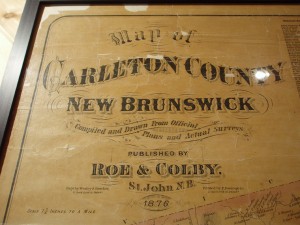 Map of
CARLETON COUNTY
NEW BRUNSWICK
Compiled and Drawn from Official
Plans and Actual Surveys
PUBLISHED BY
ROE & COLBY.
St. John N.B.
1876